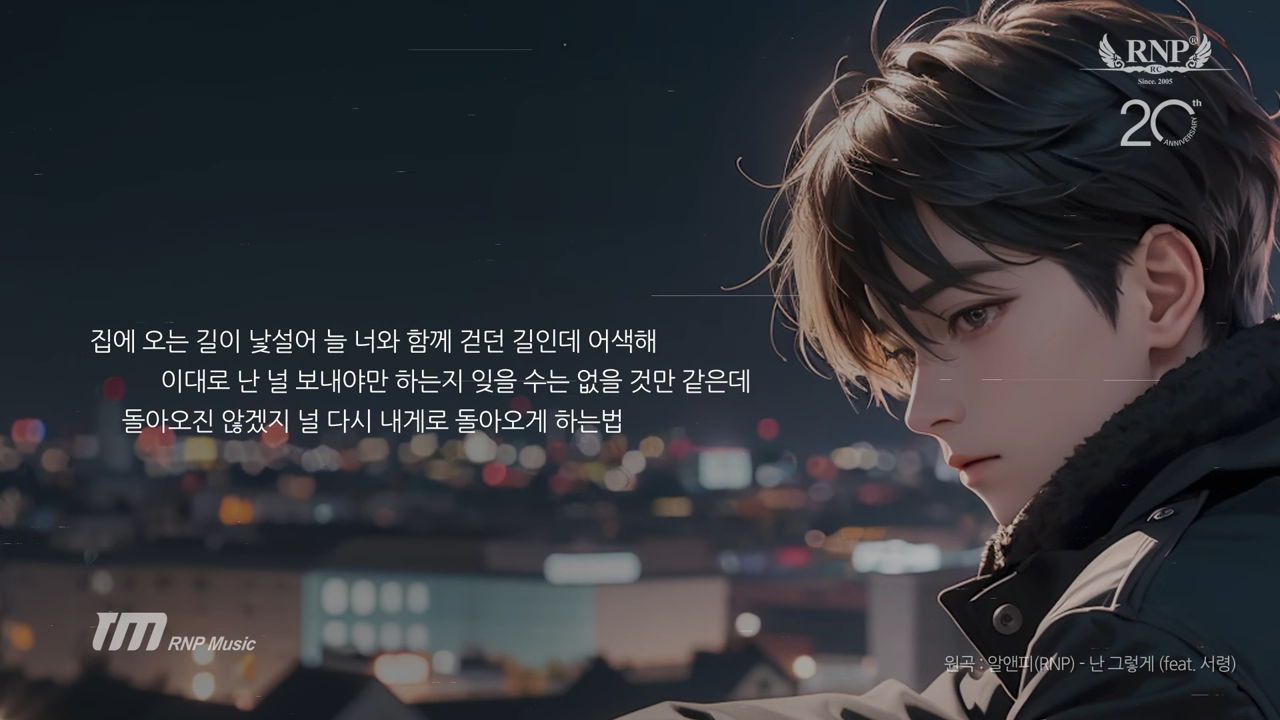 RNP®
RC
Since. 2005
20th
ANNIVERSARY
집에 오는 길이 낯설어 늘 너와 함께 걷던 길인데 어색해
이대로 난 널 보내야만 하는지 잊을 수는 없을 것만 같은데
돌아오진 않겠지 널 다시 내게로 돌아오게 하는법
rm RNP Music
원곡 : 알앤피(RNP) - 난 그렇게 (feat. 서령)